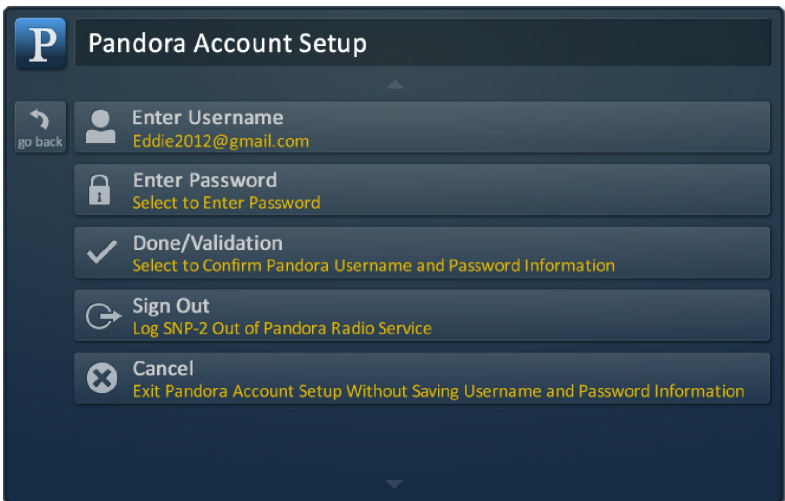 P
Pandora Account Setup
go back
Enter Username
Eddie2012@gmail.com
Enter Password
Select to Enter Password
Done/Validation
Select to Confirm Pandora Username and Password Information
Sign Out
Log SNP-2 Out of Pandora Radio Service
Cancel
Exit Pandora Account Setup Without Saving Username and Password Information